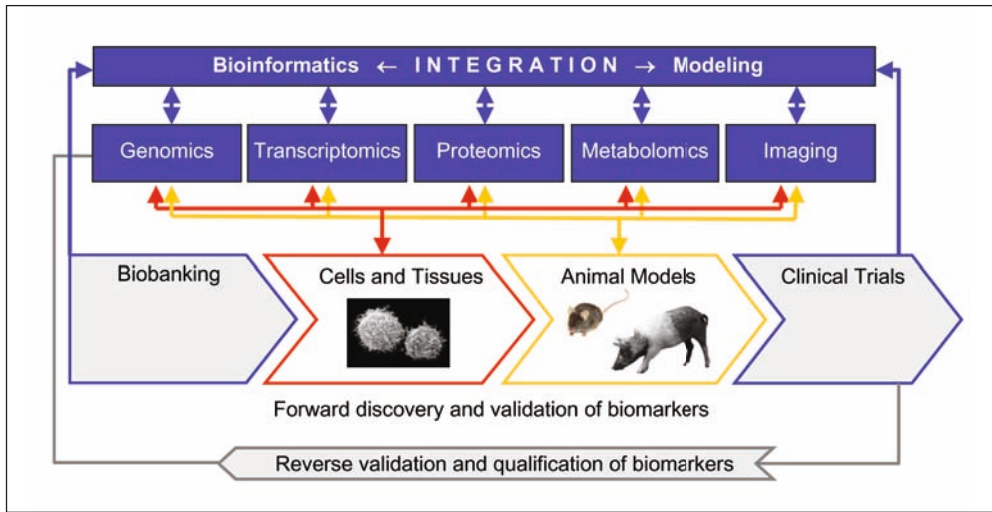 Bioinformatics ← INTEGRATION → Modeling
Genomics
Transcriptomics
Proteomics
Metabolomics
Imaging
Biobanking
Cells and Tissues
Animal Models
Clinical Trials
Forward discovery and validation of biomarkers
Reverse validation and qualification of biomarkers